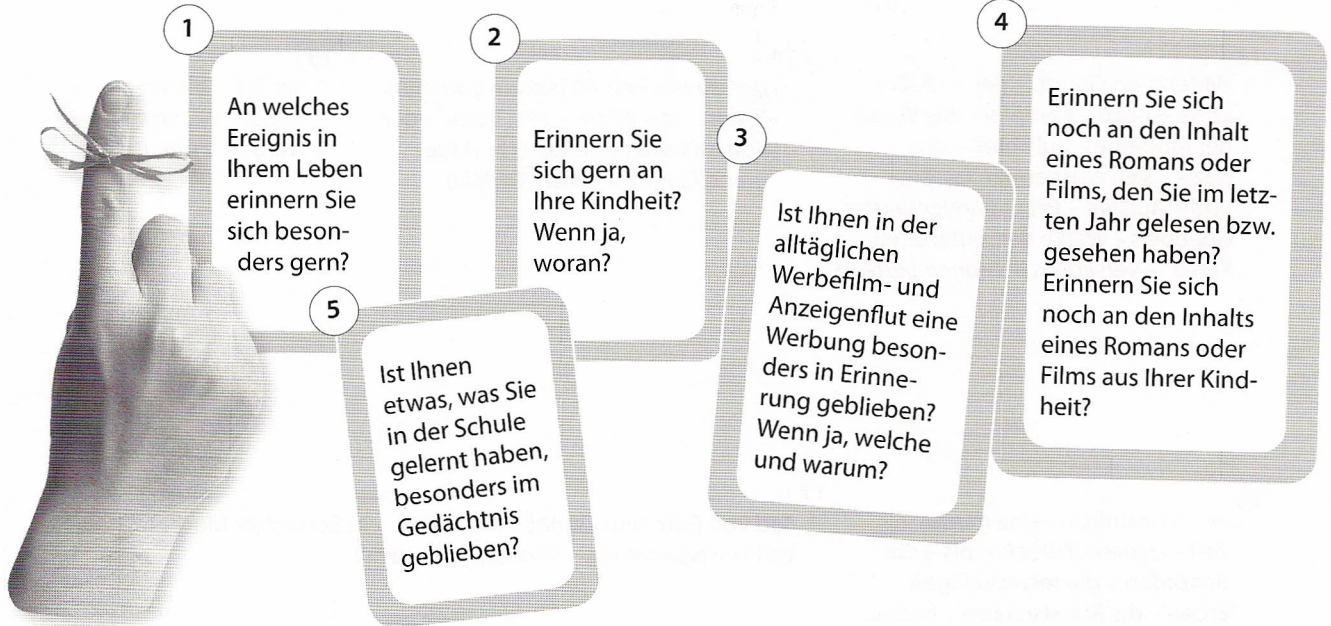 1
An welches
Ereignis in
Ihrem Leben
erinnern Sie
sich beson-
ders gern?
2
Erinnern Sie
sich gern an
Ihre Kindheit?
Wenn ja,
woran?
3
Ist Ihnen in der
alltäglichen
Werbefilm- und
Anzeigenflut eine
Werbung beson-
ders in Erinne-
rung geblieben?
Wenn ja, welche
und warum?
4
Erinnern Sie sich
noch an den Inhalt
eines Romans oder
Films, den Sie im letz-
ten Jahr gelesen bzw.
gesehen haben?
Erinnern Sie sich
noch an den Inhalts
eines Romans oder
Films aus Ihrer Kind-
heit?
5
Ist Ihnen
etwas, was Sie
in der Schule
gelernt haben,
besonders im
Gedächtnis
geblieben?